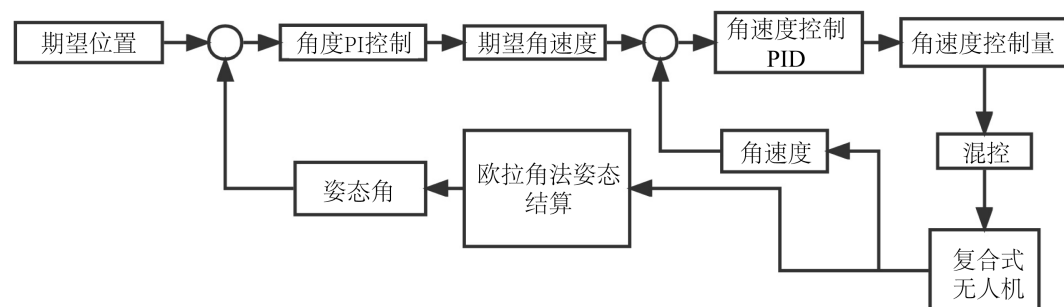 期望位置
角度PI控制
期望角速度
角速度控制
PID
角速度控制量
角速度
混控
姿态角
欧拉角法姿态
结算
复合式
无人机